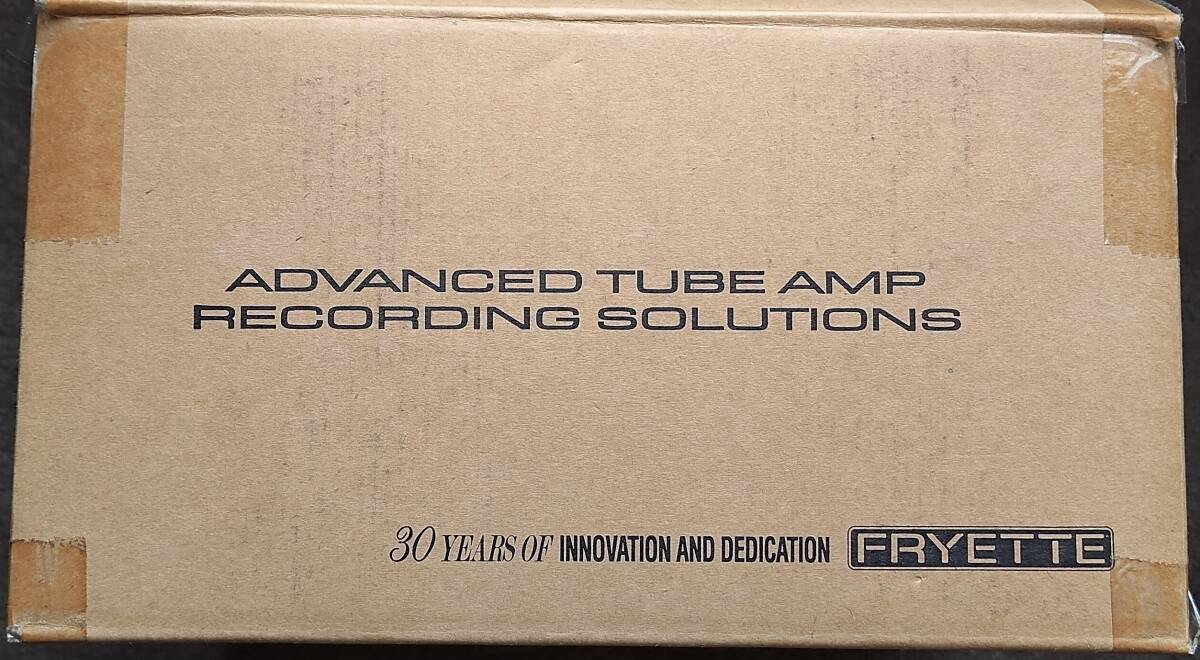 ADVANCED TUBE AMP
RECORDING SOLUTIONS
30 YEARS OF INNOVATION AND DEDICATION FRYETTE